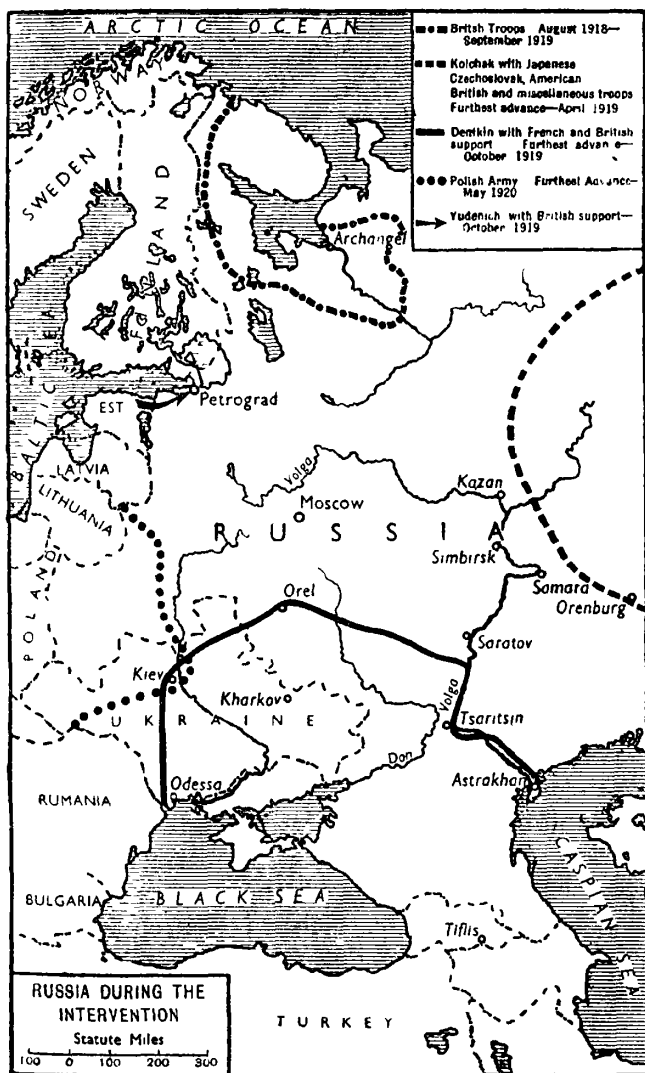 ARCTIC OCEAN
British Troops August 1918—
September 1919
Kolchak with Japanese
Czechoslovak, American
British and miscellaneous troops
Furthest advance—April 1919
Denikin with French and British
support Furthest advan e—
October 1919
Polish Army Furthest Advance—
May 1920
Yudenich with British support—
October 1919
NORWAY
SWEDEN
FINLAND
Archangel
BALTIC SEA
Petrograd
EST
LATVIA
LITHUANIA
Volga
Kazan
Moscow
RUSSIA
Simbirsk
Samara
Orenburg
POLAND
Orel
Saratov
Kiev
Kharkov
Volga
UKRAINE
Tsaritsin
Don
Astrakhan
Odessa
RUMANIA
BLACK SEA
CASPIAN SEA
BULGARIA
Tiflis
RUSSIA DURING THE
INTERVENTION
Statute Miles
100 0 100 200 300
TURKEY